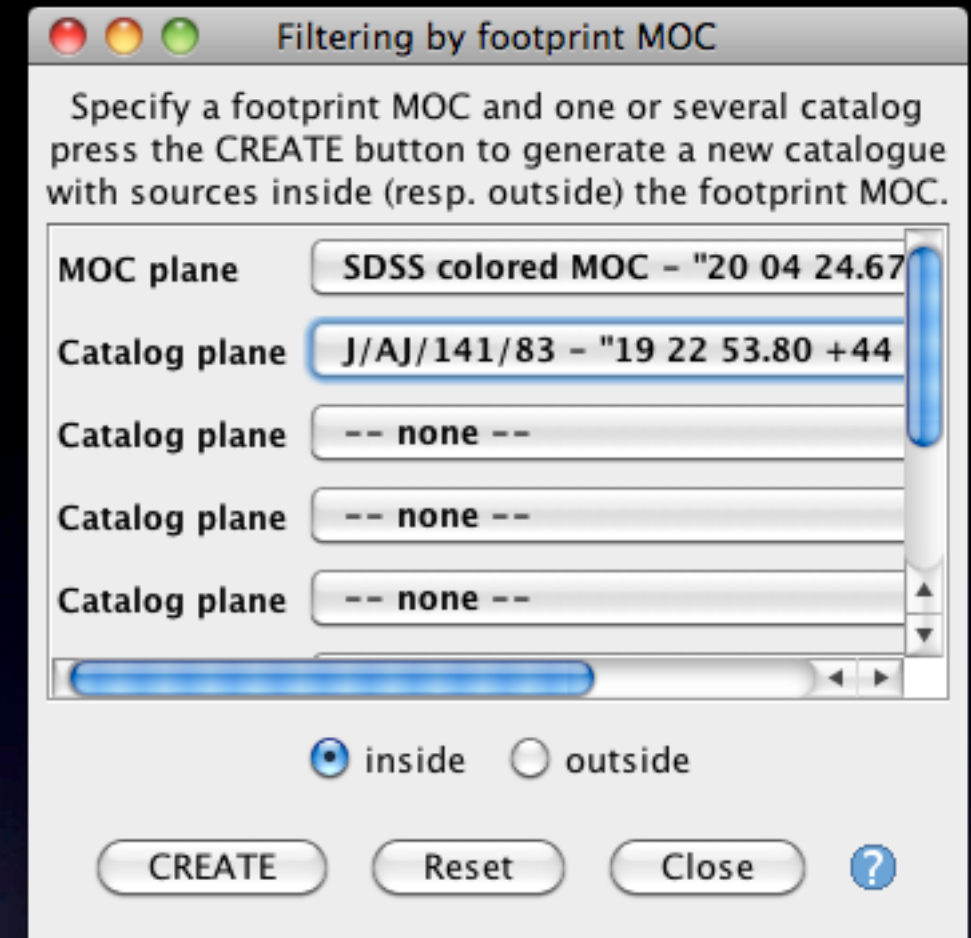 Filtering by footprint MOC
Specify a footprint MOC and one or several catalog
press the CREATE button to generate a new catalogue
with sources inside (resp. outside) the footprint MOC.
MOC plane SDSS colored MOC – "20 04 24.67
Catalog plane J/AJ/141/83 – "19 22 53.80 +44
Catalog plane -- none --
Catalog plane -- none --
Catalog plane -- none --
inside outside
CREATE Reset Close ?